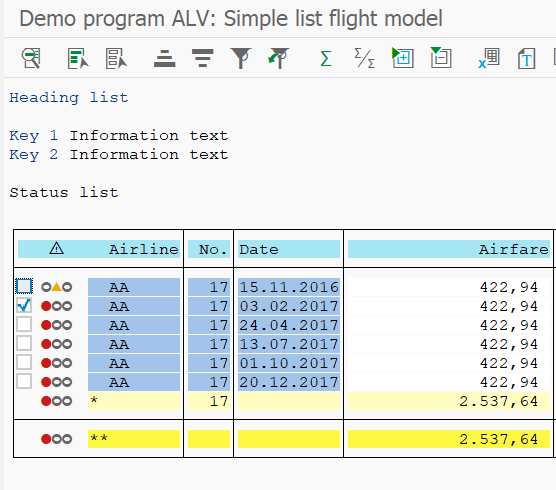 Demo program ALV: Simple list flight model
Heading list
Key 1 Information text
Key 2 Information text
Status list
Airline No. Date Airfare
AA 17 15.11.2016 422,94
AA 17 03.02.2017 422,94
AA 17 24.04.2017 422,94
AA 17 13.07.2017 422,94
AA 17 01.10.2017 422,94
AA 17 20.12.2017 422,94
* 17 2.537,64
** 2.537,64